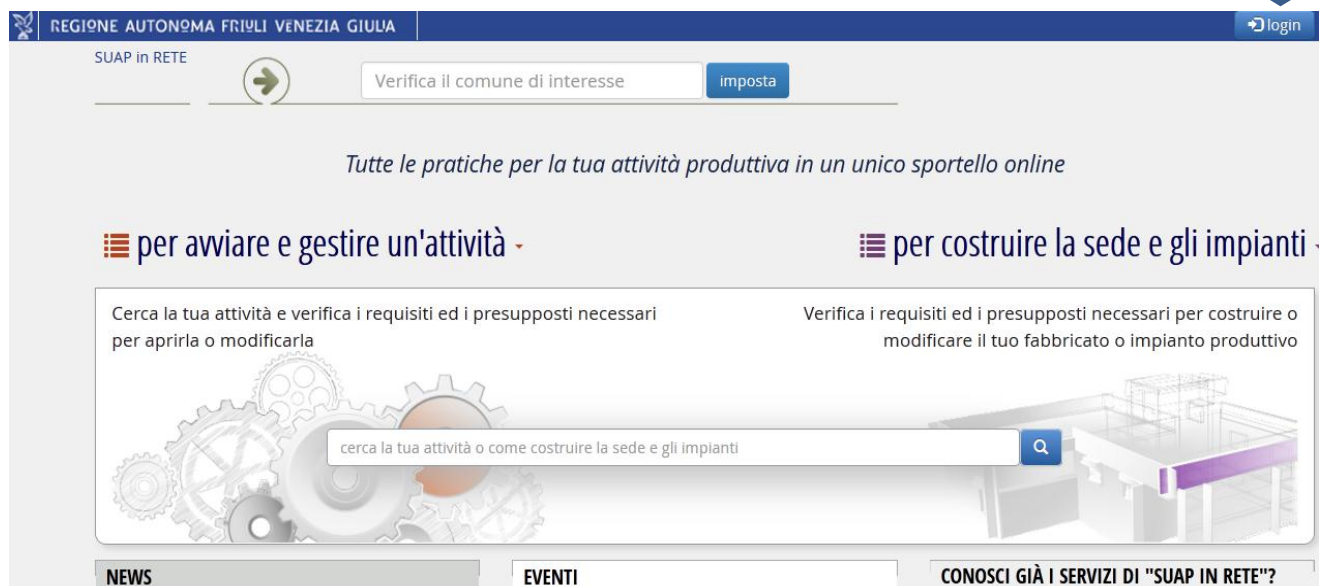 REGIONE AUTONOMA FRIULI VENEZIA GIULIA
login
SUAP in RETE
Verifica il comune di interesse
imposta
Tutte le pratiche per la tua attività produttiva in un unico sportello online
per avviare e gestire un'attività
per costruire la sede e gli impianti
Cerca la tua attività e verifica i requisiti ed i presupposti necessari
per aprirla o modificarla
Verifica i requisiti ed i presupposti necessari per costruire o
modificare il tuo fabbricato o impianto produttivo
cerca la tua attività o come costruire la sede e gli impianti
NEWS
EVENTI
CONOSCI GIÀ I SERVIZI DI "SUAP IN RETE"?